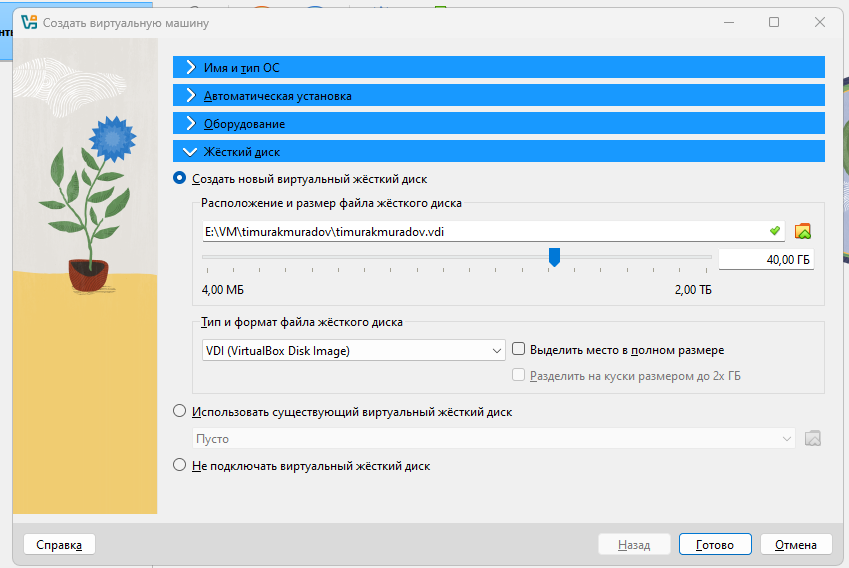 Создать виртуальную машину
Имя и тип ОС
Автоматическая установка
Оборудование
Жёсткий диск
Создать новый виртуальный жёсткий диск
Расположение и размер файла жёсткого диска
E:\VM\timurakmuradov\timurakmuradov.vdi
40,00 ГБ
4,00 МБ 2,00 ТБ
Тип и формат файла жёсткого диска
VDI (VirtualBox Disk Image) Выделить место в полном размере
Разделить на куски размером до 2х ГБ
Использовать существующий виртуальный жёсткий диск
Пусто
Не подключать виртуальный жёсткий диск
Справка Назад Готово Отмена